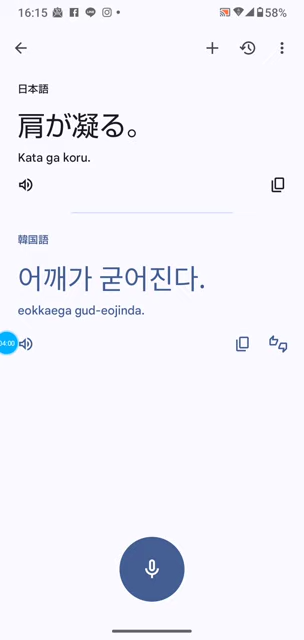 16:15
58%
日本語
肩が凝る。
Kata ga koru.
韓国語
어깨가 굳어진다.
eokkaega gud-eojinda.
04:00